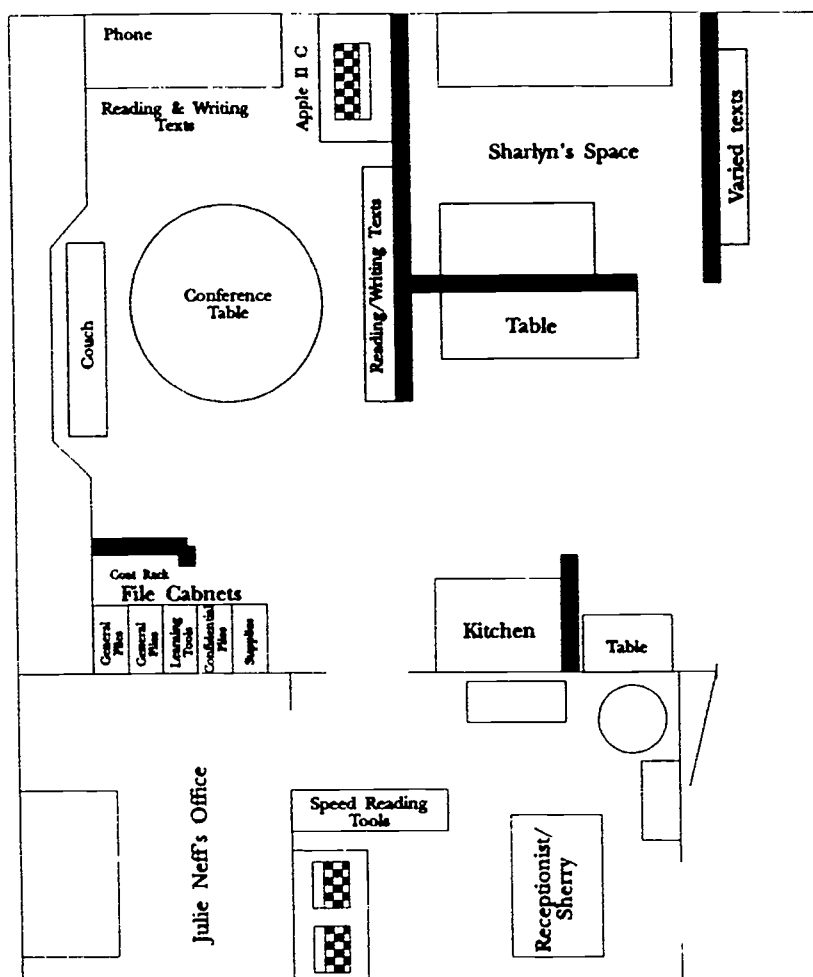 Phone
Apple II C
Reading & Writing
Texts
Sharlyn's Space
Varied texts
Reading/Writing Texts
Conference
Table
Table
Couch
Coat Rack
File Cabnets
General
Files
General
Files
Learning
Tools
Confidential
Files
Supplies
Kitchen
Table
Julie Neff's Office
Speed Reading
Tools
Receptionist/
Sherry